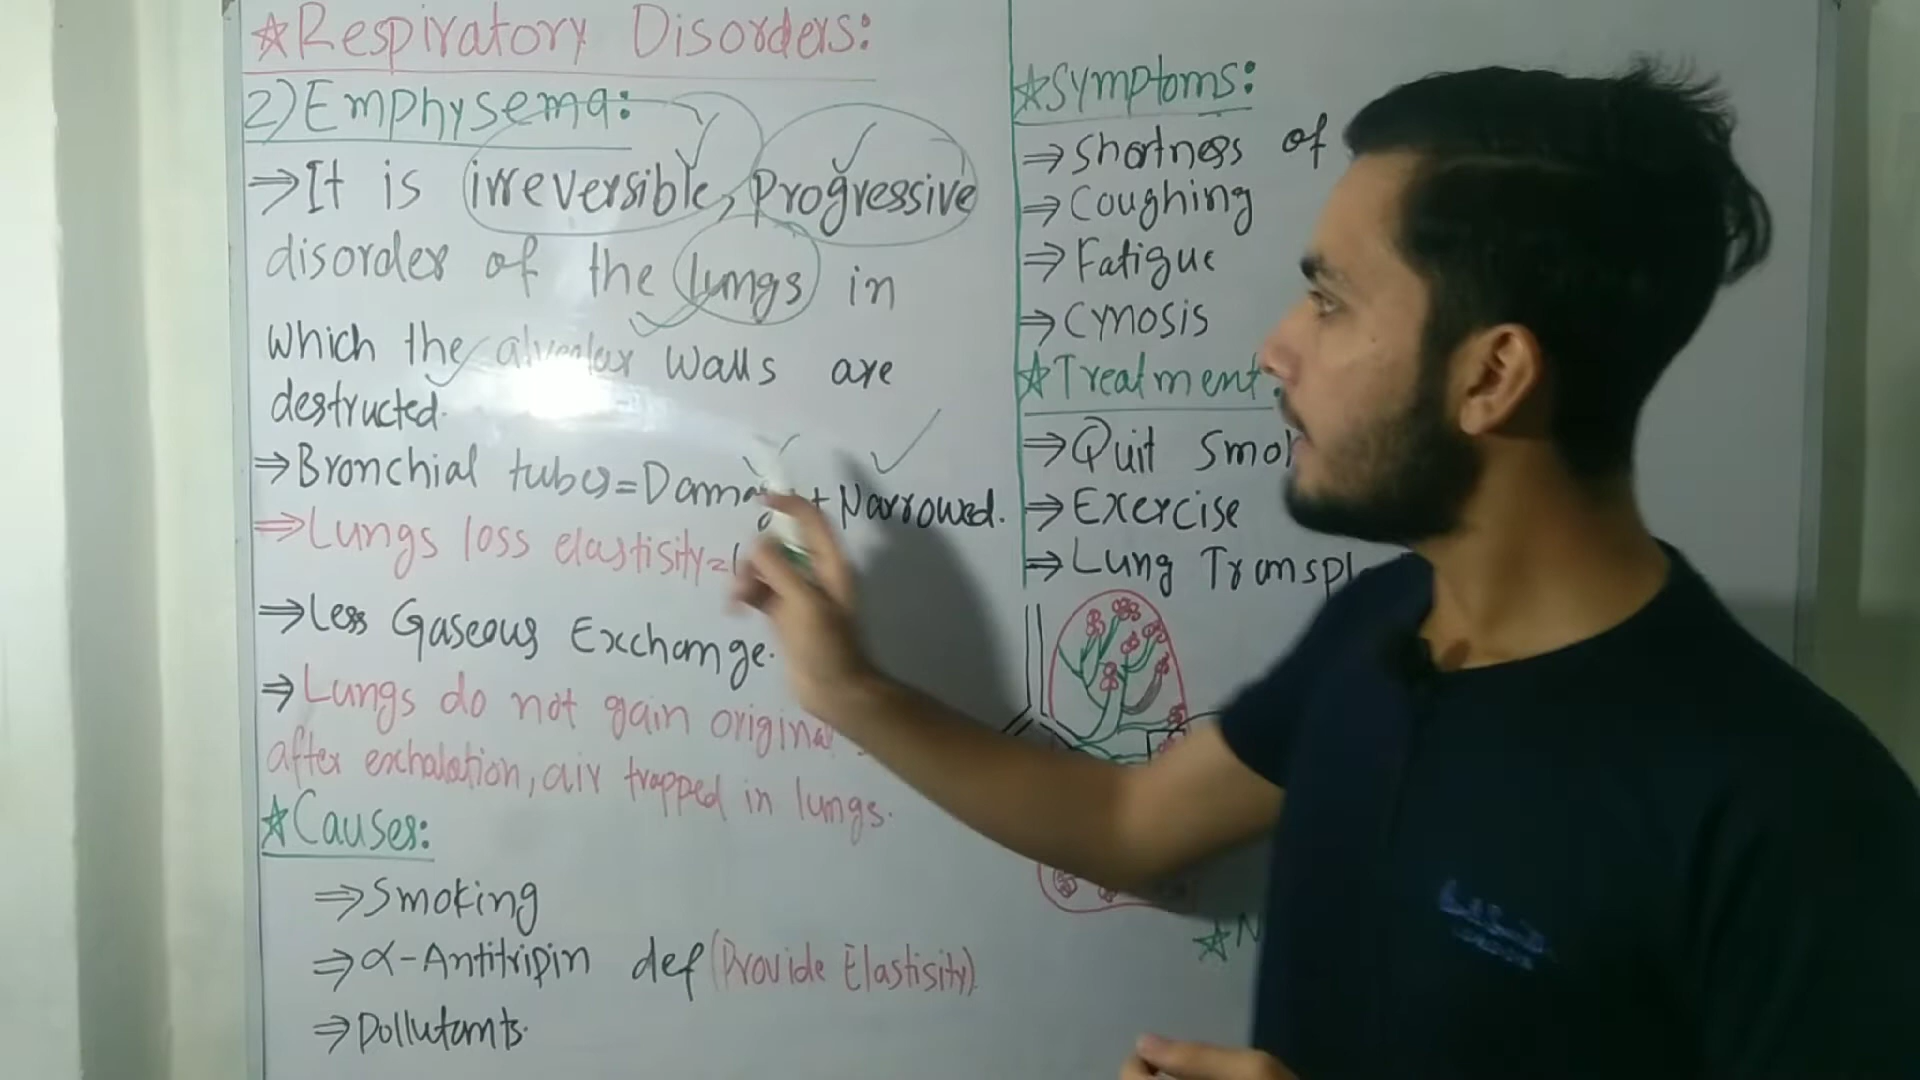 ☆Respiratory Disorders:
2) Emphysema:
⇒It is irreversible, Progressive
disorder of the lungs in
which the alveolar walls are
destructed.
⇒Bronchial tubes=Damage + Narrowed.
⇒Lungs loss elastisity=
⇒Less Gaseous Exchange.
⇒Lungs do not gain original
after exhalation, air trapped in lungs.
☆Causes:
⇒Smoking
⇒α-Antitripin def (Provide Elastisity)
⇒Pollutants.
☆Symptoms:
⇒Shortness of
⇒Coughing
⇒Fatigue
⇒Cynosis
☆Treatment:
⇒Quit Smo
⇒Exercise
⇒Lung Transpl
☆N